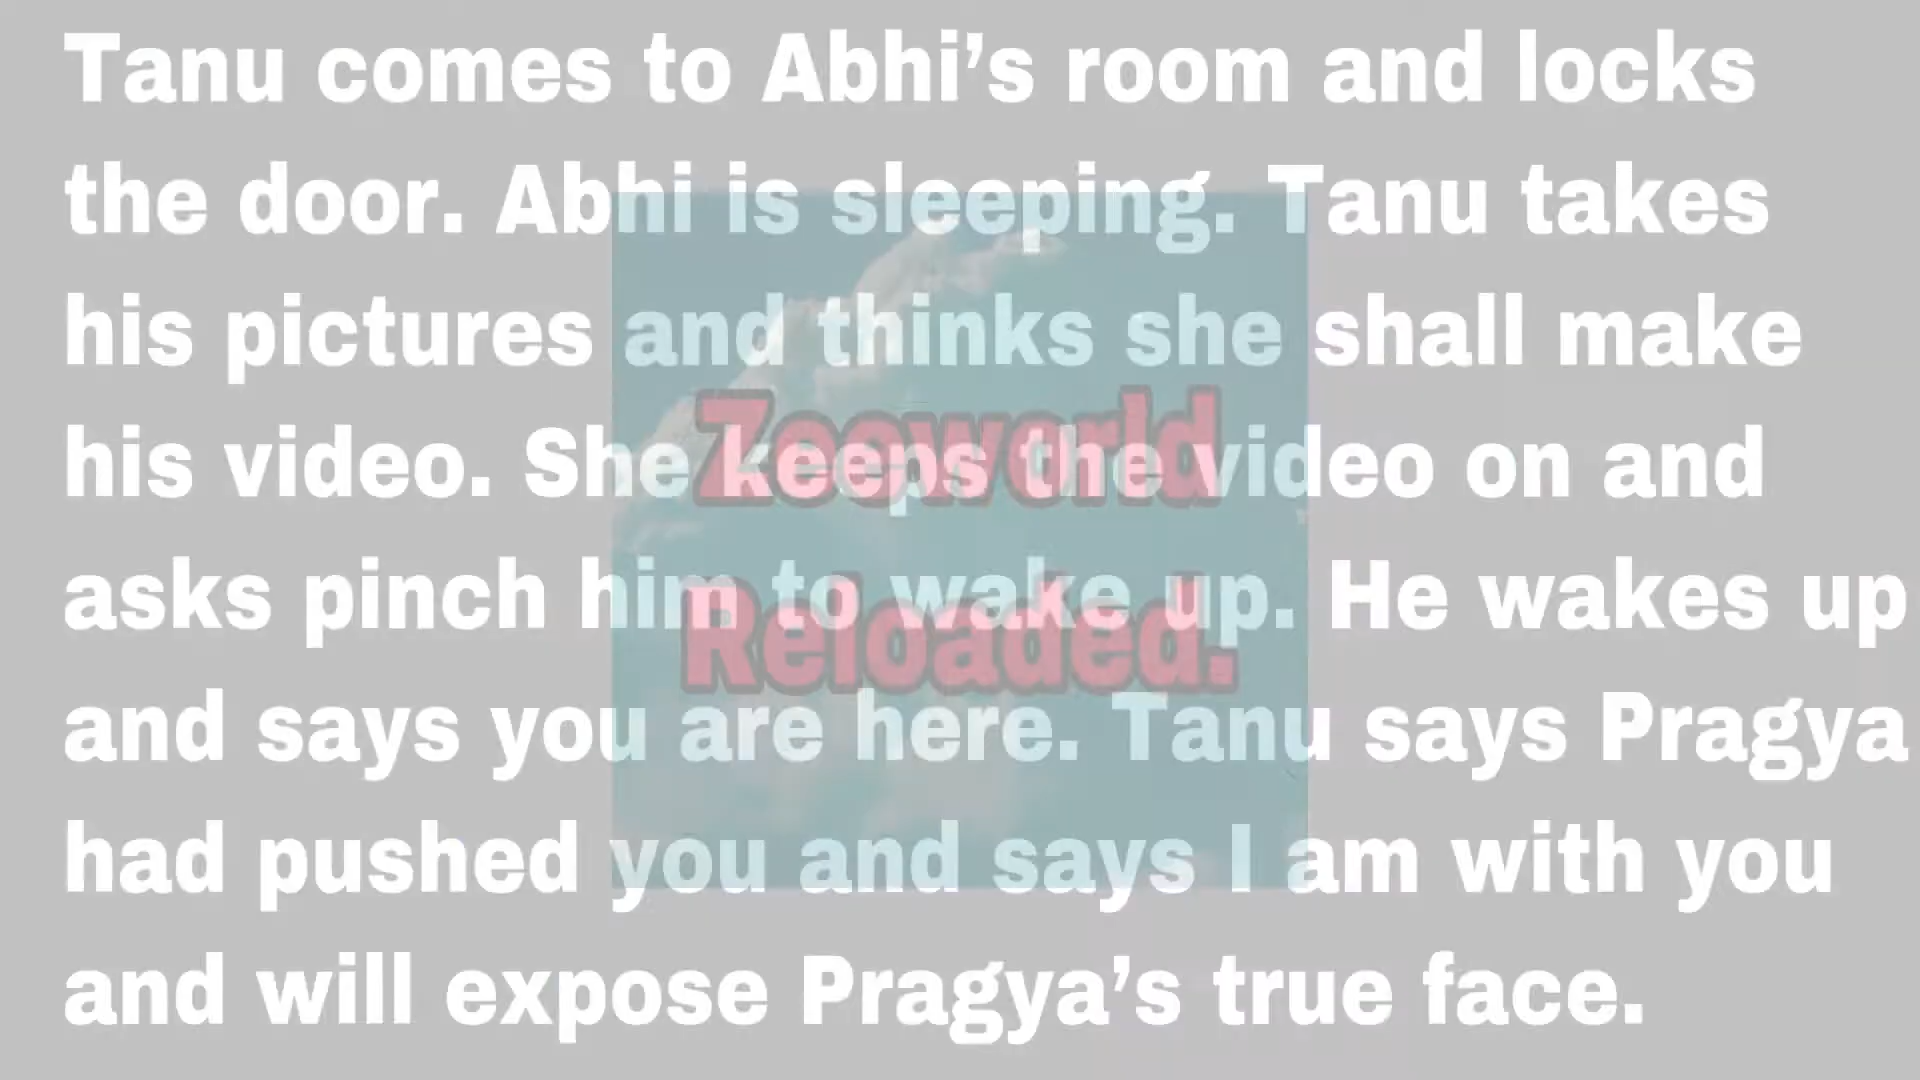 Tanu comes to Abhi’s room and locks
the door. Abhi is sleeping. Tanu takes
his pictures and thinks she shall make
his video. She keeps the video on and
asks pinch him to wake up. He wakes up
and says you are here. Tanu says Pragya
had pushed you and says I am with you
and will expose Pragya’s true face.
Zeeworld
Reloaded.